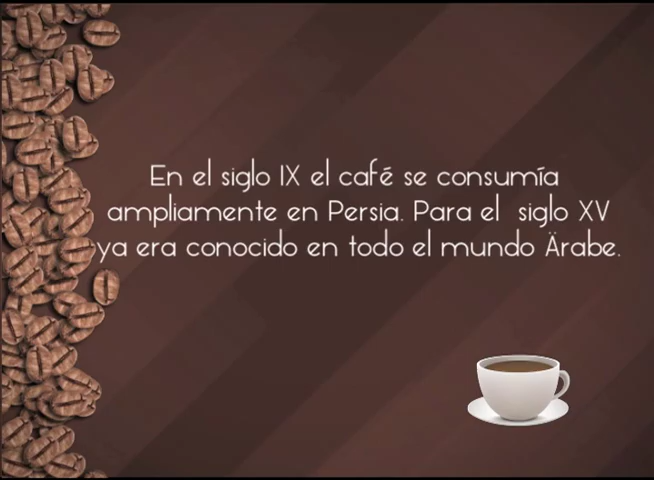 En el siglo IX el café se consumía
ampliamente en Persia. Para el siglo XV
ya era conocido en todo el mundo Ärabe.